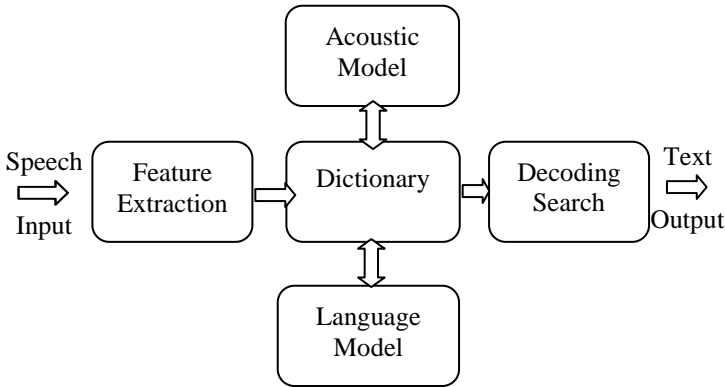 Acoustic
Model
Speech
Input
Feature
Extraction
Dictionary
Decoding
Search
Text
Output
Language
Model